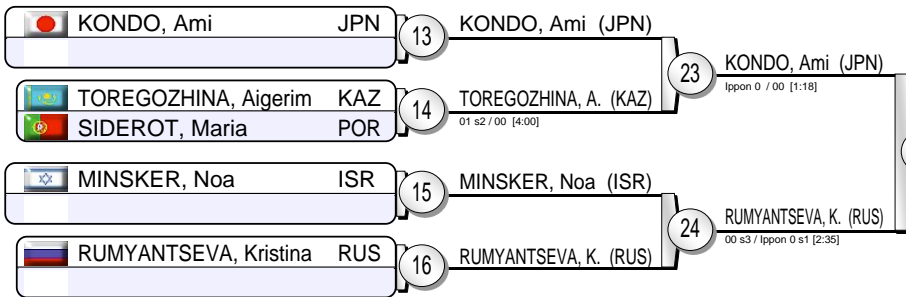 KONDO, Ami JPN
13
KONDO, Ami (JPN)
TOREGOZHINA, Aigerim KAZ
SIDEROT, Maria POR
14
TOREGOZHINA, A. (KAZ)
01 s2 / 00 [4:00]
23
KONDO, Ami (JPN)
Ippon 0 / 00 [1:18]
MINSKER, Noa ISR
15
MINSKER, Noa (ISR)
RUMYANTSEVA, Kristina RUS
16
RUMYANTSEVA, K. (RUS)
24
RUMYANTSEVA, K. (RUS)
00 s3 / Ippon 0 s1 [2:35]